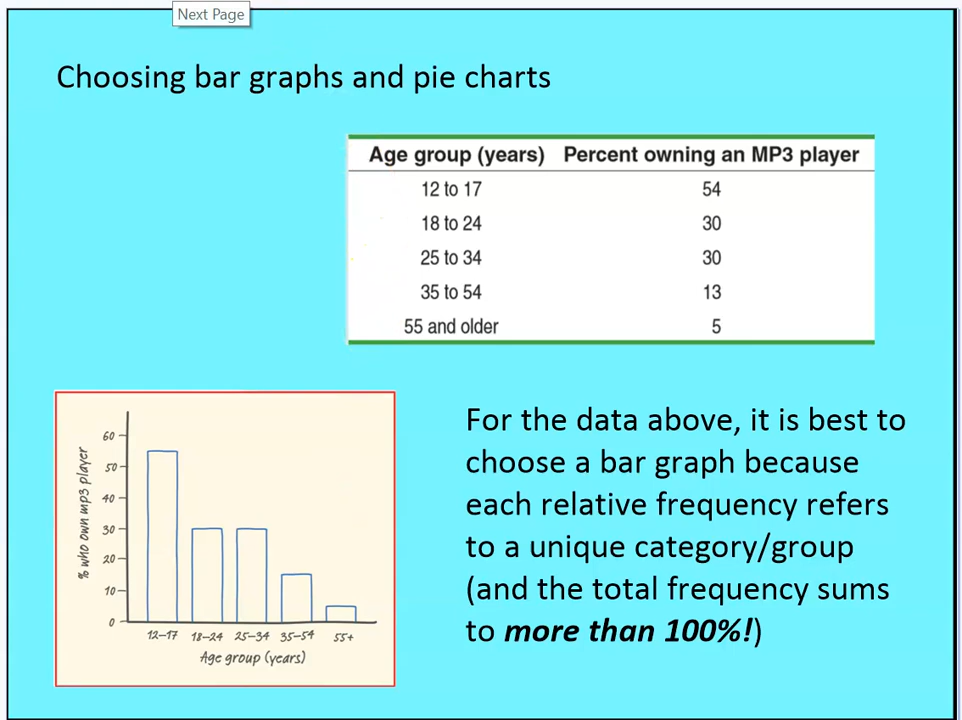 Next Page
Choosing bar graphs and pie charts
Age group (years) Percent owning an MP3 player
12 to 17 54
18 to 24 30
25 to 34 30
35 to 54 13
55 and older 5
% who own mp3 player
60
50
40
30
20
10
0
12–17 18–24 25–34 35–54 55+
Age group (years)
For the data above, it is best to
choose a bar graph because
each relative frequency refers
to a unique category/group
(and the total frequency sums
to more than 100%!)